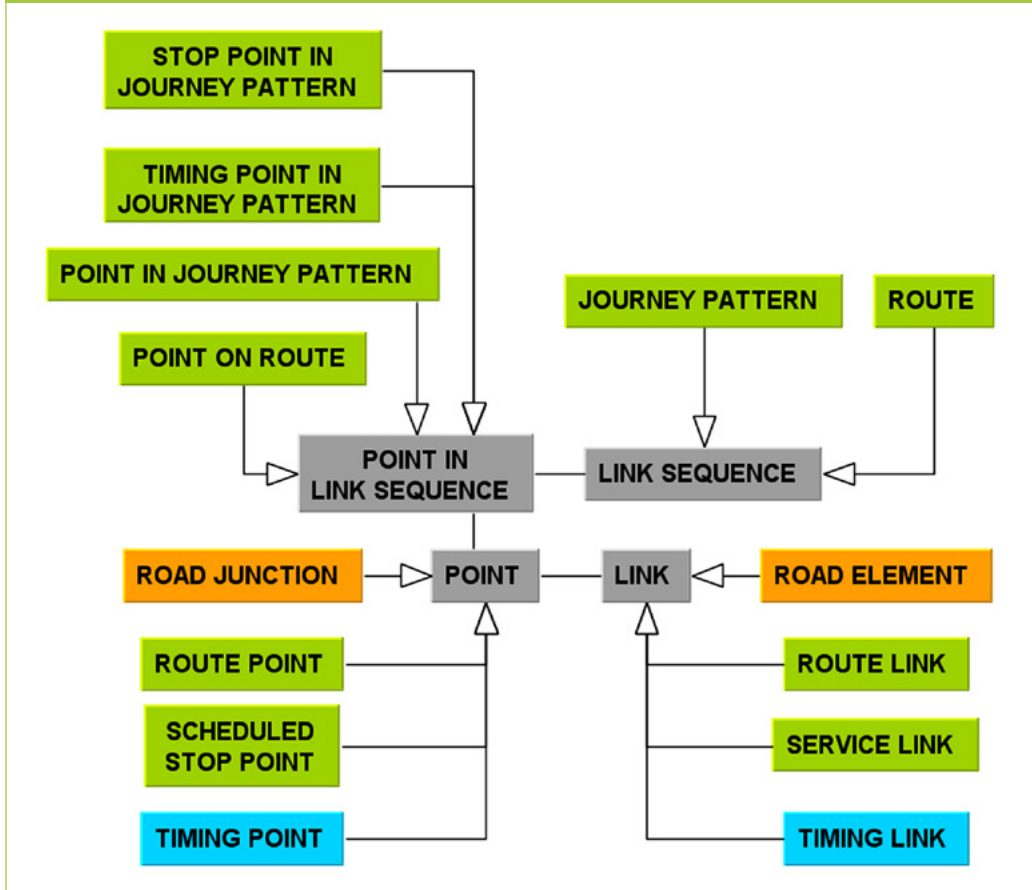 STOP POINT IN
JOURNEY PATTERN
TIMING POINT IN
JOURNEY PATTERN
POINT IN JOURNEY PATTERN
JOURNEY PATTERN
ROUTE
POINT ON ROUTE
POINT IN
LINK SEQUENCE
LINK SEQUENCE
ROAD JUNCTION
POINT
LINK
ROAD ELEMENT
ROUTE POINT
ROUTE LINK
SCHEDULED
STOP POINT
SERVICE LINK
TIMING POINT
TIMING LINK